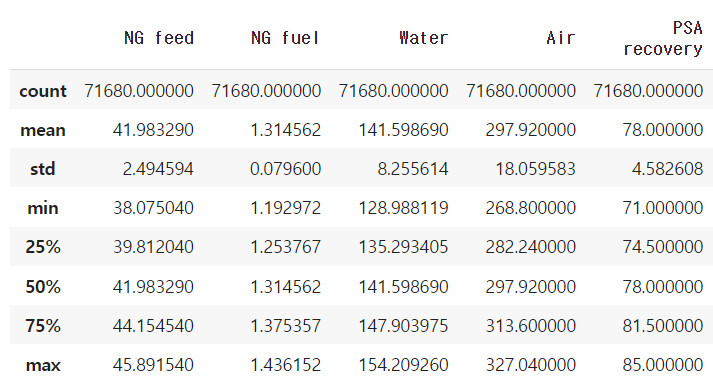 NG feed NG fuel Water Air PSA recovery
count 71680.000000 71680.000000 71680.000000 71680.000000 71680.000000
mean 41.983290 1.314562 141.598690 297.920000 78.000000
std 2.494594 0.079600 8.255614 18.059583 4.582608
min 38.075040 1.192972 128.988119 268.800000 71.000000
25% 39.812040 1.253767 135.293405 282.240000 74.500000
50% 41.983290 1.314562 141.598690 297.920000 78.000000
75% 44.154540 1.375357 147.903975 313.600000 81.500000
max 45.891540 1.436152 154.209260 327.040000 85.000000